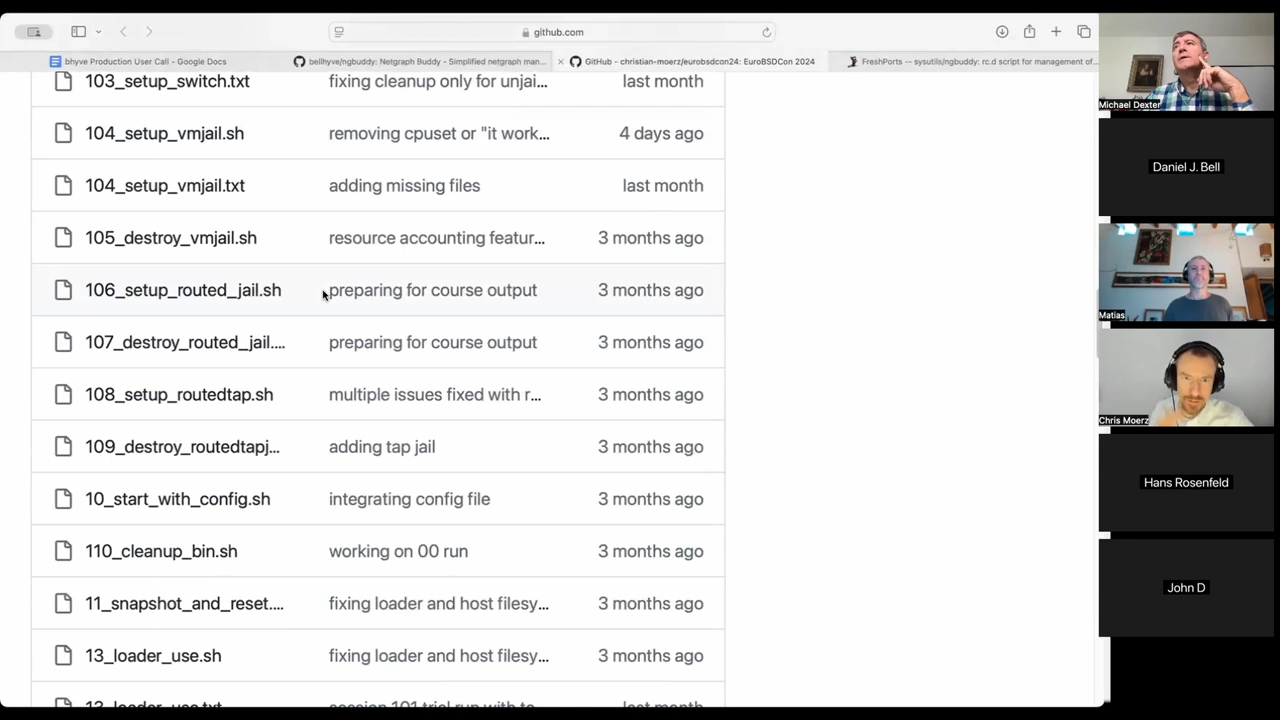 github.com
bhyve Production User Call - Google Docs
bellhyve/ngbuddy: Netgraph Buddy - Simplified netgraph man...
GitHub - christian-moerz/eurobsdcon24: EuroBSDCon 2024
FreshPorts -- sysutils/ngbuddy: rc.d script for management of...
103_setup_switch.txt fixing cleanup only for unjai... last month
104_setup_vmjail.sh removing cpuset or "it work... 4 days ago
104_setup_vmjail.txt adding missing files last month
105_destroy_vmjail.sh resource accounting featur... 3 months ago
106_setup_routed_jail.sh preparing for course output 3 months ago
107_destroy_routed_jail.... preparing for course output 3 months ago
108_setup_routedtap.sh multiple issues fixed with r... 3 months ago
109_destroy_routedtapj... adding tap jail 3 months ago
10_start_with_config.sh integrating config file 3 months ago
110_cleanup_bin.sh working on 00 run 3 months ago
11_snapshot_and_reset.... fixing loader and host filesy... 3 months ago
13_loader_use.sh fixing loader and host filesy... 3 months ago
last month
Michael Dexter
Daniel J. Bell
Matias
Chris Moerz
Hans Rosenfeld
John D